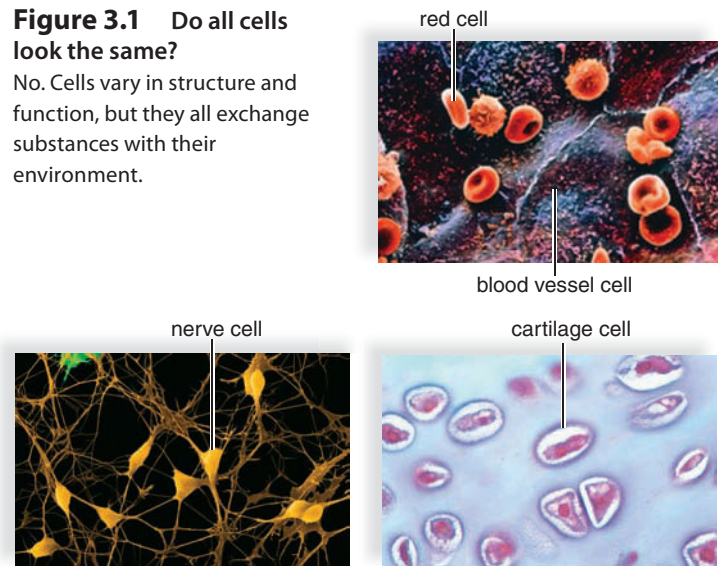 Figure 3.1 Do all cells
look the same?
No. Cells vary in structure and
function, but they all exchange
substances with their
environment.
red cell
blood vessel cell
nerve cell
cartilage cell